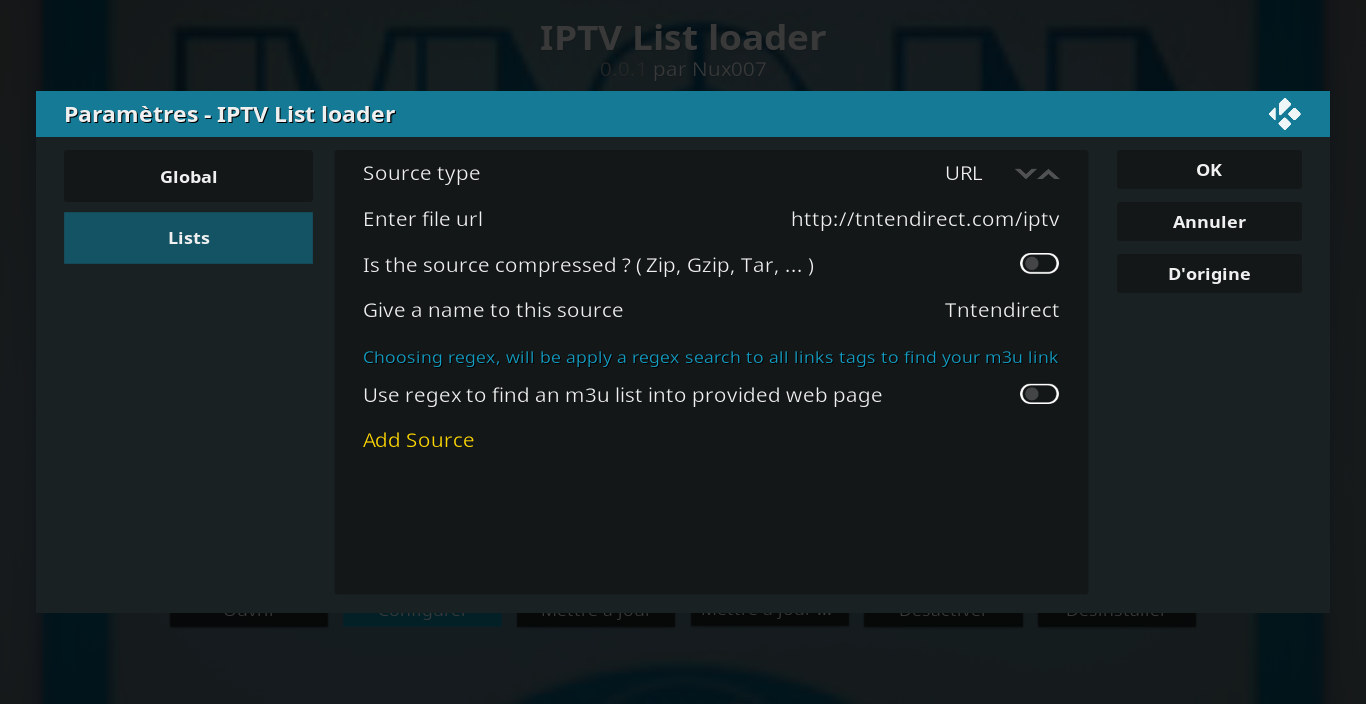 IPTV List loader
0.0.1 par Nux007
Paramètres - IPTV List loader
Global
Lists
Source type URL
Enter file url http://tntendirect.com/iptv
Is the source compressed ? ( Zip, Gzip, Tar, ... )
Give a name to this source Tntendirect
Choosing regex, will be apply a regex search to all links tags to find your m3u link
Use regex to find an m3u list into provided web page
Add Source
OK
Annuler
D'origine
Ouvrir Configurer Mettre à jour Mettre à jour ... Désactiver Désinstaller